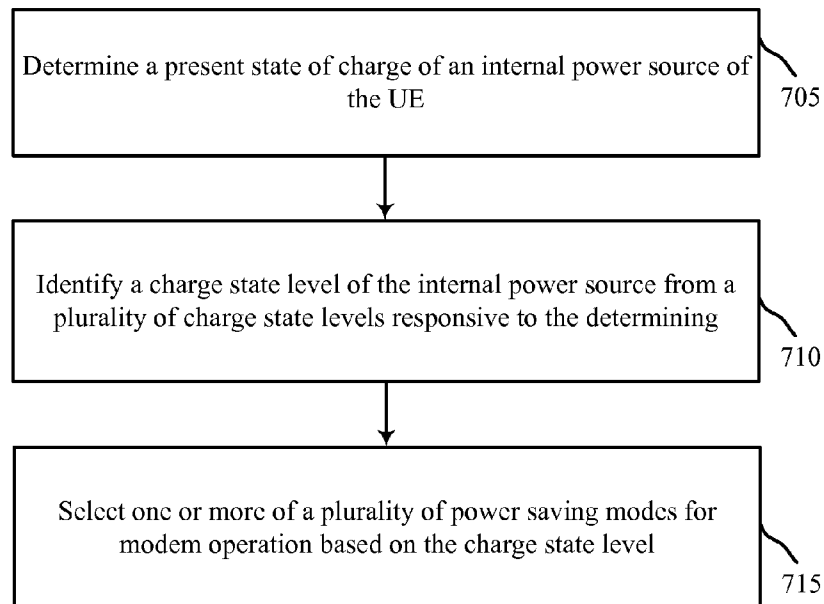 Determine a present state of charge of an internal power source of
the UE
705
Identify a charge state level of the internal power source from a
plurality of charge state levels responsive to the determining
710
Select one or more of a plurality of power saving modes for
modem operation based on the charge state level
715